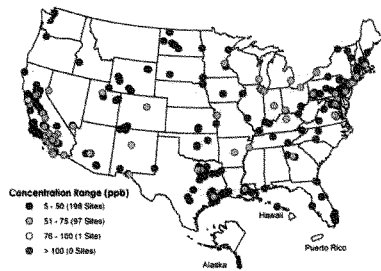 Concentration Range (ppb)
5 - 50 (198 Sites)
51 - 75 (97 Sites)
76 - 100 (1 Site)
> 100 (0 Sites)
Hawaii
Alaska
Puerto Rico